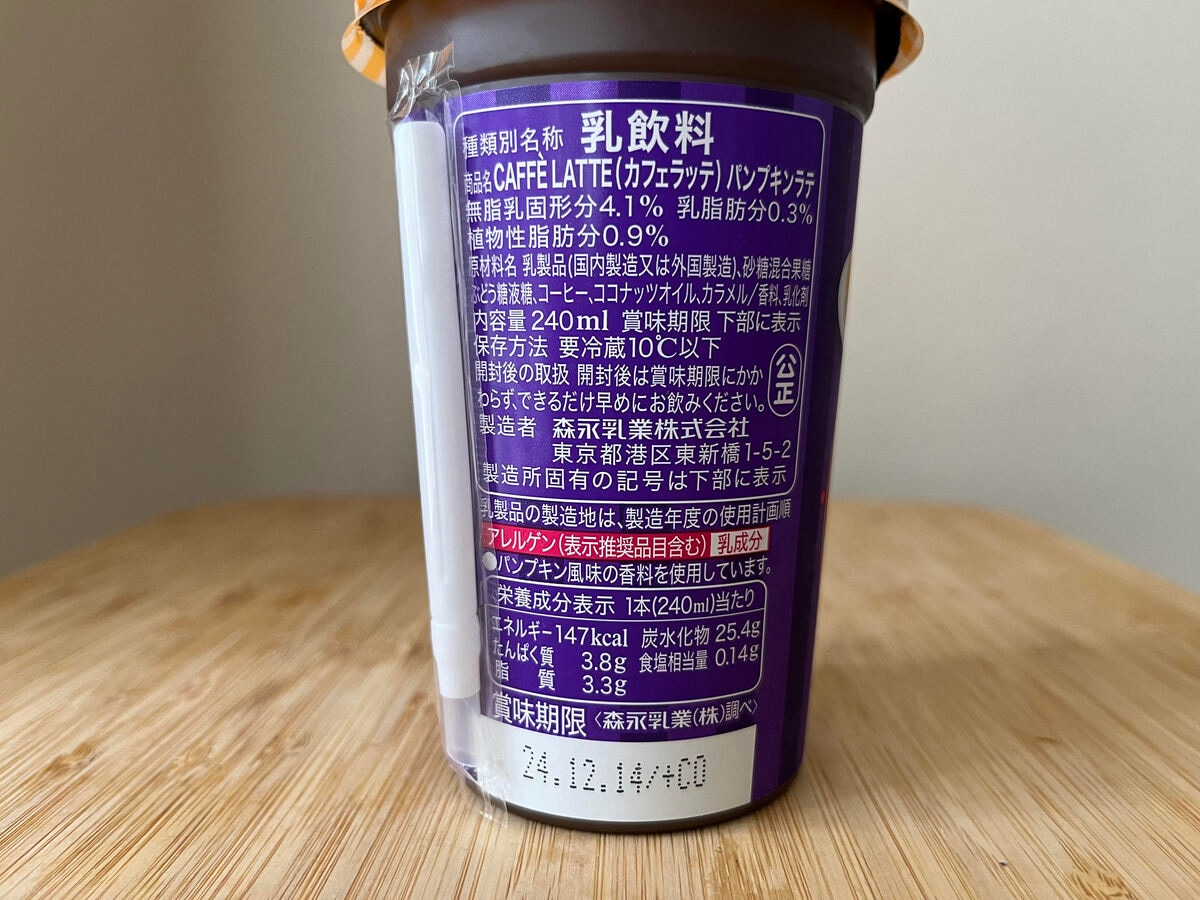 種類別名称 乳飲料
商品名 CAFFÈ LATTE(カフェラッテ) パンプキンラテ
無脂乳固形分4.1% 乳脂肪分0.3%
植物性脂肪分0.9%
原材料名 乳製品(国内製造又は外国製造)、砂糖混合果糖
ぶどう糖液糖、コーヒー、ココナッツオイル、カラメル/香料、乳化剤
内容量 240ml 賞味期限 下部に表示
保存方法 要冷蔵10℃以下
開封後の取扱 開封後は賞味期限にかか
わらず、できるだけ早めにお飲みください。
公正
製造者 森永乳業株式会社
東京都港区東新橋1-5-2
製造所固有の記号は下部に表示
乳製品の製造地は、製造年度の使用計画順
アレルゲン(表示推奨品目含む) 乳成分
●パンプキン風味の香料を使用しています。
栄養成分表示 1本(240ml)当たり
エネルギー 147kcal 炭水化物 25.4g
たんぱく質 3.8g 食塩相当量 0.14g
脂質 3.3g
賞味期限 〈森永乳業(株)調べ〉
24.12.14/+CO